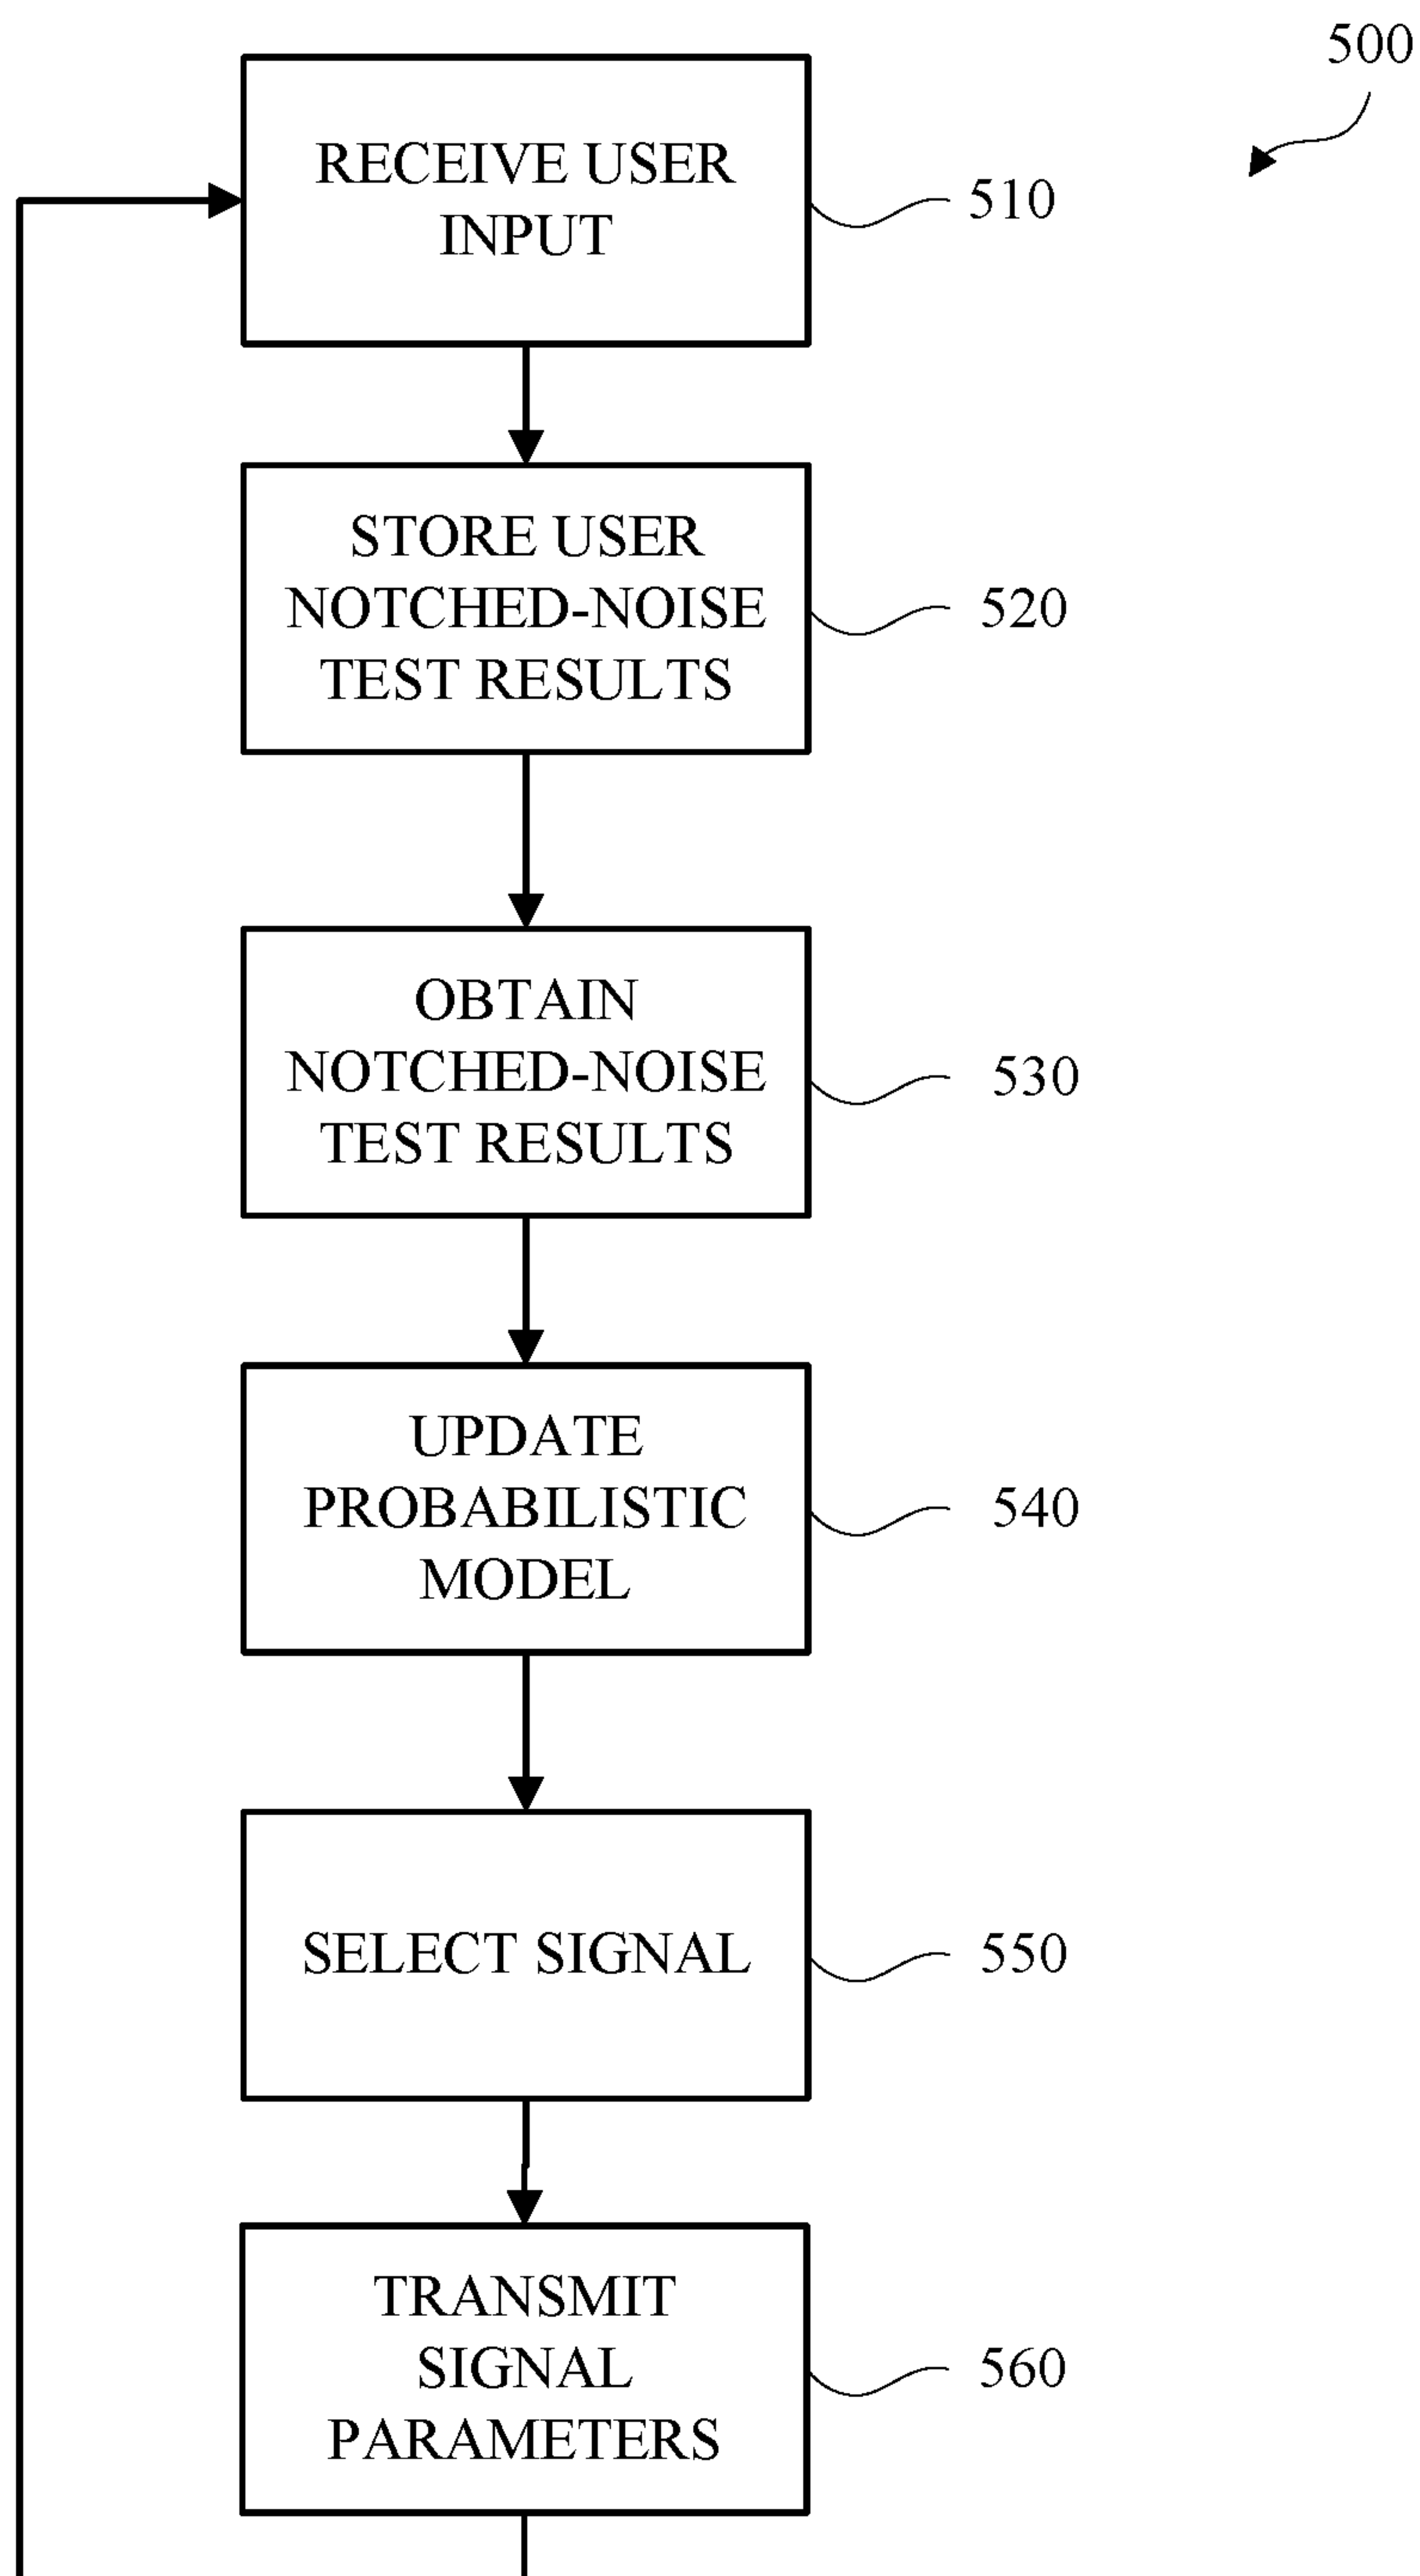 500
RECEIVE USER
INPUT
510
STORE USER
NOTCHED-NOISE
TEST RESULTS
520
OBTAIN
NOTCHED-NOISE
TEST RESULTS
530
UPDATE
PROBABILISTIC
MODEL
540
SELECT SIGNAL
550
TRANSMIT
SIGNAL
PARAMETERS
560